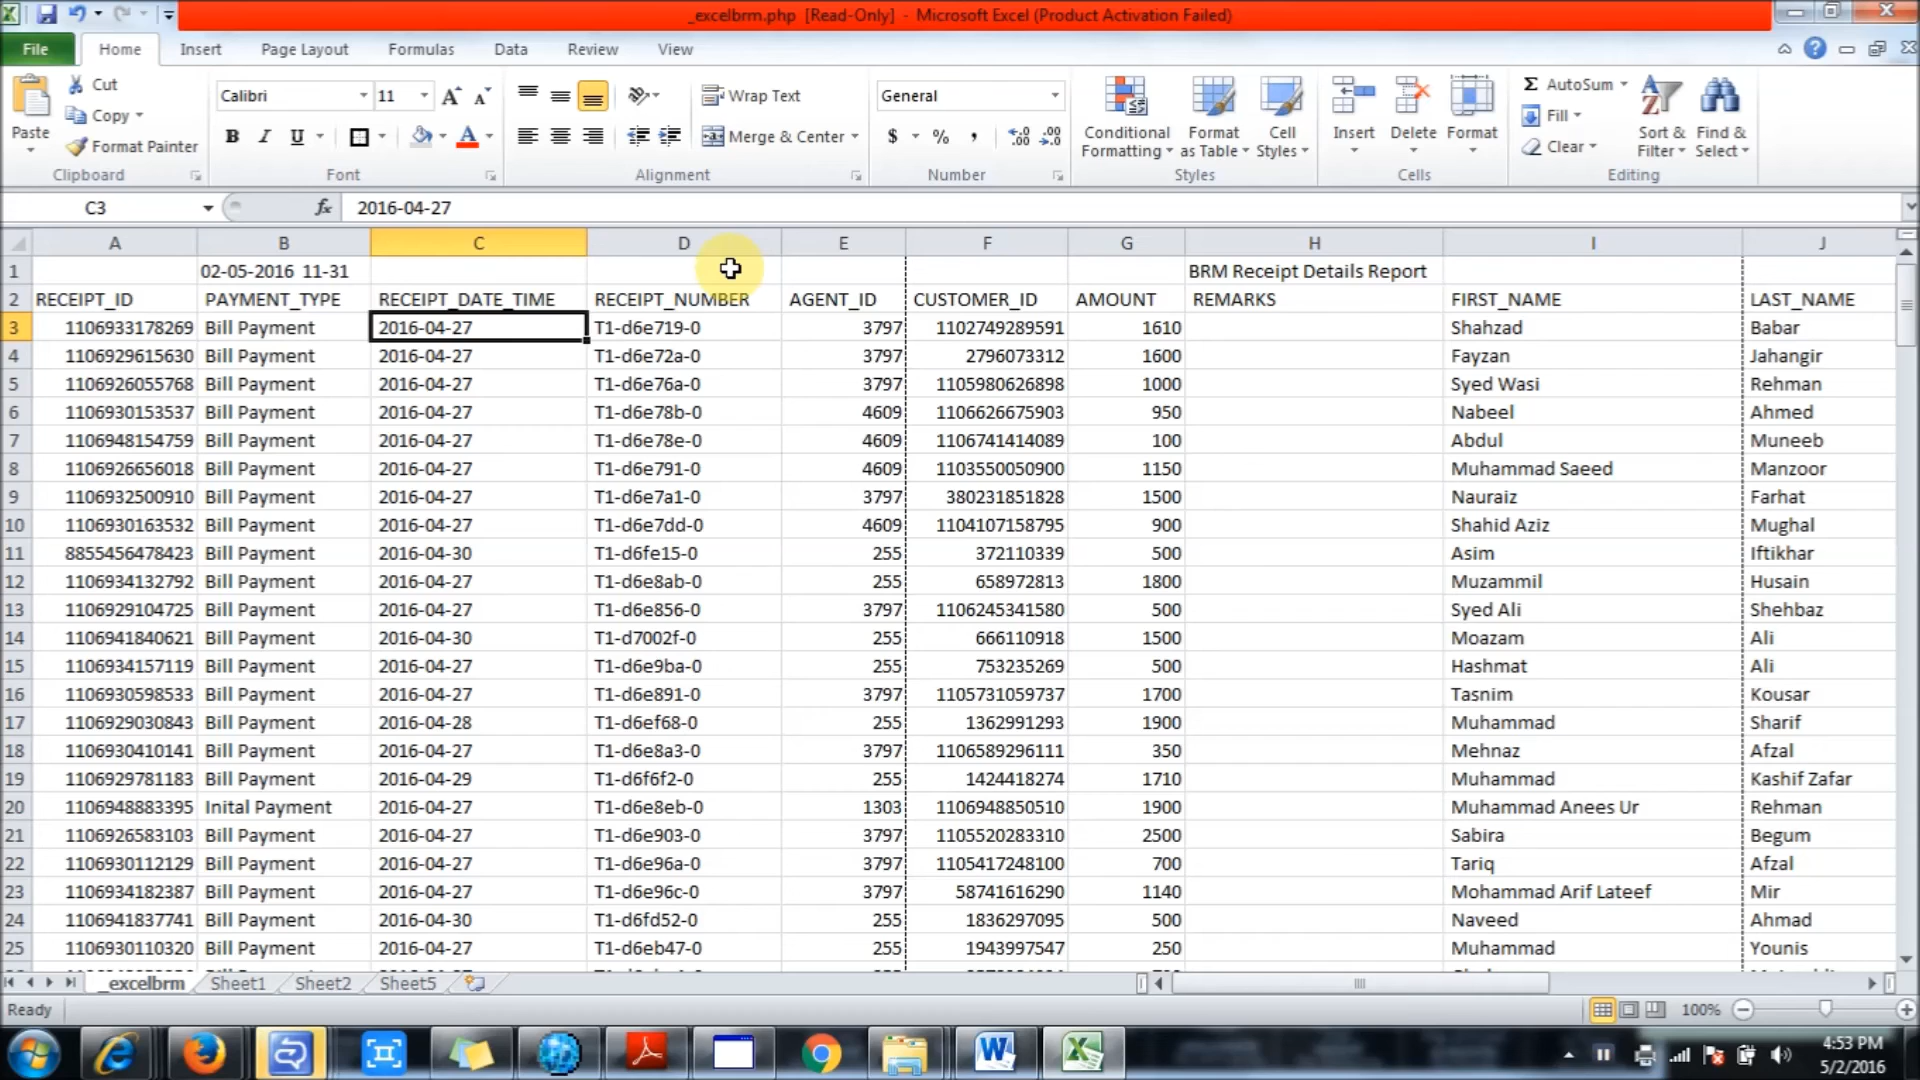 _excelbrm.php [Read-Only] - Microsoft Excel (Product Activation Failed)
File Home Insert Page Layout Formulas Data Review View
Paste
Cut
Copy
Format Painter
Clipboard
Calibri 11
B I U
Font
Wrap Text
Merge & Center
Alignment
General
$ % ,
Number
Conditional Formatting
Format as Table
Cell Styles
Styles
Insert Delete Format
Cells
Σ AutoSum
Fill
Clear
Sort & Filter
Find & Select
Editing
C3 fx 2016-04-27
A B C D E F G H I J
1 02-05-2016 11-31 BRM Receipt Details Report
2 RECEIPT_ID PAYMENT_TYPE RECEIPT_DATE_TIME RECEIPT_NUMBER AGENT_ID CUSTOMER_ID AMOUNT REMARKS FIRST_NAME LAST_NAME
3 1106933178269 Bill Payment 2016-04-27 T1-d6e719-0 3797 1102749289591 1610 Shahzad Babar
4 1106929615630 Bill Payment 2016-04-27 T1-d6e72a-0 3797 2796073312 1600 Fayzan Jahangir
5 1106926055768 Bill Payment 2016-04-27 T1-d6e76a-0 3797 1105980626898 1000 Syed Wasi Rehman
6 1106930153537 Bill Payment 2016-04-27 T1-d6e78b-0 4609 1106626675903 950 Nabeel Ahmed
7 1106948154759 Bill Payment 2016-04-27 T1-d6e78e-0 4609 1106741414089 100 Abdul Muneeb
8 1106926656018 Bill Payment 2016-04-27 T1-d6e791-0 4609 1103550050900 1150 Muhammad Saeed Manzoor
9 1106932500910 Bill Payment 2016-04-27 T1-d6e7a1-0 3797 380231851828 1500 Nauraiz Farhat
10 1106930163532 Bill Payment 2016-04-27 T1-d6e7dd-0 4609 1104107158795 900 Shahid Aziz Mughal
11 8855456478423 Bill Payment 2016-04-30 T1-d6fe15-0 255 372110339 500 Asim Iftikhar
12 1106934132792 Bill Payment 2016-04-27 T1-d6e8ab-0 255 658972813 1800 Muzammil Husain
13 1106929104725 Bill Payment 2016-04-27 T1-d6e856-0 3797 1106245341580 500 Syed Ali Shehbaz
14 1106941840621 Bill Payment 2016-04-30 T1-d7002f-0 255 666110918 1500 Moazam Ali
15 1106934157119 Bill Payment 2016-04-27 T1-d6e9ba-0 255 753235269 500 Hashmat Ali
16 1106930598533 Bill Payment 2016-04-27 T1-d6e891-0 3797 1105731059737 1700 Tasnim Kousar
17 1106929030843 Bill Payment 2016-04-28 T1-d6ef68-0 255 1362991293 1900 Muhammad Sharif
18 1106930410141 Bill Payment 2016-04-27 T1-d6e8a3-0 3797 1106589296111 350 Mehnaz Afzal
19 1106929781183 Bill Payment 2016-04-29 T1-d6f6f2-0 255 1424418274 1710 Muhammad Kashif Zafar
20 1106948883395 Inital Payment 2016-04-27 T1-d6e8eb-0 1303 1106948850510 1900 Muhammad Anees Ur Rehman
21 1106926583103 Bill Payment 2016-04-27 T1-d6e903-0 3797 1105520283310 2500 Sabira Begum
22 1106930112129 Bill Payment 2016-04-27 T1-d6e96a-0 3797 1105417248100 700 Tariq Afzal
23 1106934182387 Bill Payment 2016-04-27 T1-d6e96c-0 3797 58741616290 1140 Mohammad Arif Lateef Mir
24 1106941837741 Bill Payment 2016-04-30 T1-d6fd52-0 255 1836297095 500 Naveed Ahmad
25 1106930110320 Bill Payment 2016-04-27 T1-d6eb47-0 255 1943997547 250 Muhammad Younis
_excelbrm Sheet1 Sheet2 Sheet5
Ready 100%
4:53 PM
5/2/2016